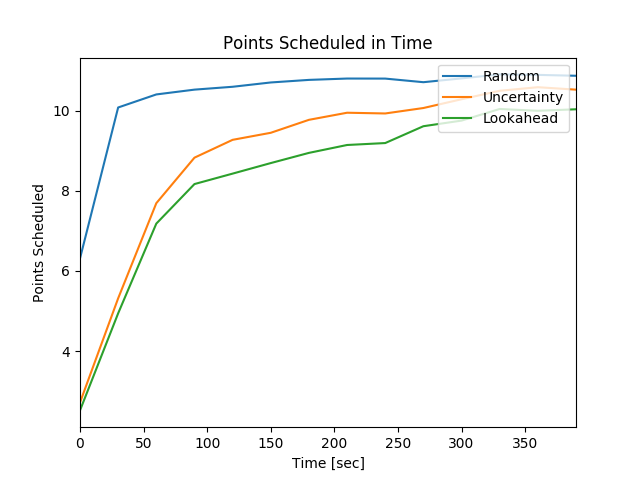 Points Scheduled in Time
Random
Uncertainty
Lookahead
10
8
6
4
Points Scheduled
0
50
100
150
200
250
300
350
Time [sec]